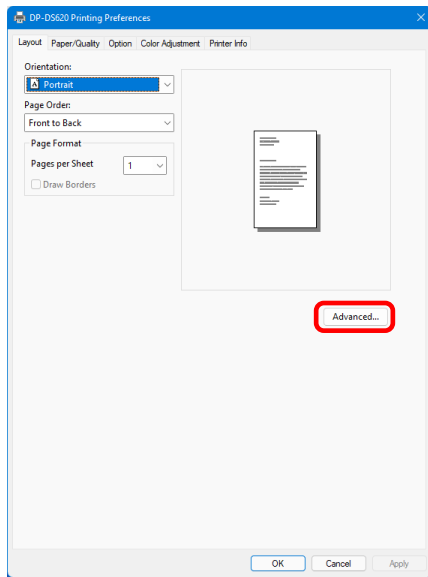 DP-DS620 Printing Preferences
Layout Paper/Quality Option Color Adjustment Printer Info
Orientation:
A Portrait
Page Order:
Front to Back
Page Format
Pages per Sheet 1
Draw Borders
Advanced...
OK Cancel Apply